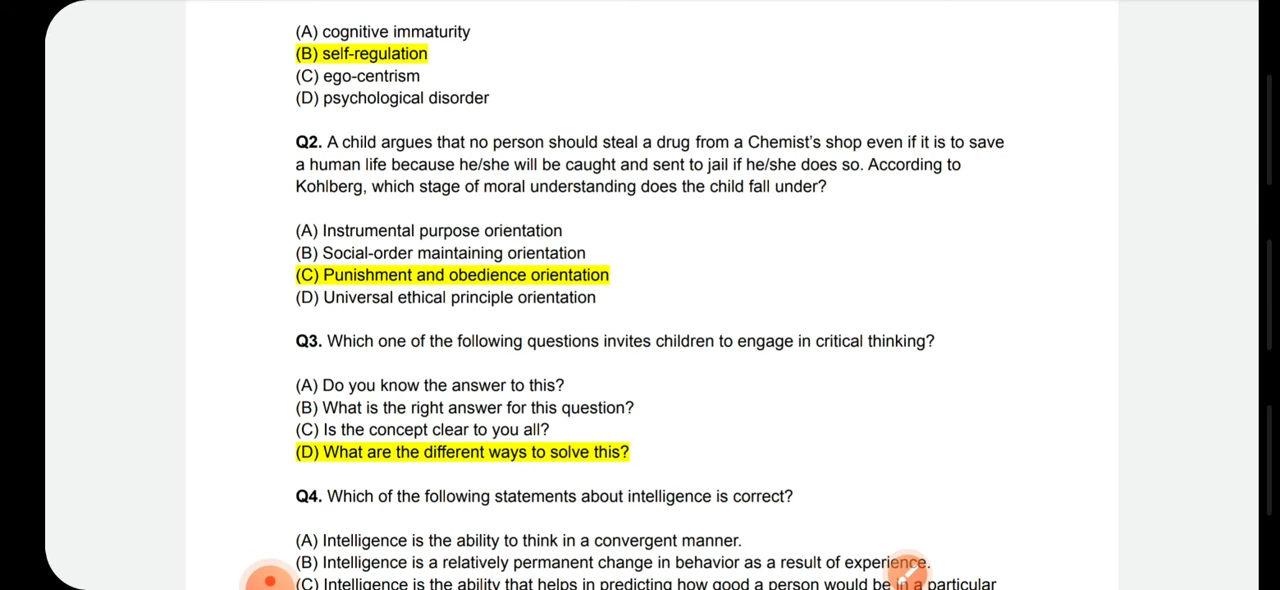 (A) cognitive immaturity
(B) self-regulation
(C) ego-centrism
(D) psychological disorder
Q2. A child argues that no person should steal a drug from a Chemist's shop even if it is to save
a human life because he/she will be caught and sent to jail if he/she does so. According to
Kohlberg, which stage of moral understanding does the child fall under?
(A) Instrumental purpose orientation
(B) Social-order maintaining orientation
(C) Punishment and obedience orientation
(D) Universal ethical principle orientation
Q3. Which one of the following questions invites children to engage in critical thinking?
(A) Do you know the answer to this?
(B) What is the right answer for this question?
(C) Is the concept clear to you all?
(D) What are the different ways to solve this?
Q4. Which of the following statements about intelligence is correct?
(A) Intelligence is the ability to think in a convergent manner.
(B) Intelligence is a relatively permanent change in behavior as a result of experience.
(C) Intelligence is the ability that helps in predicting how good a person would be in a particular